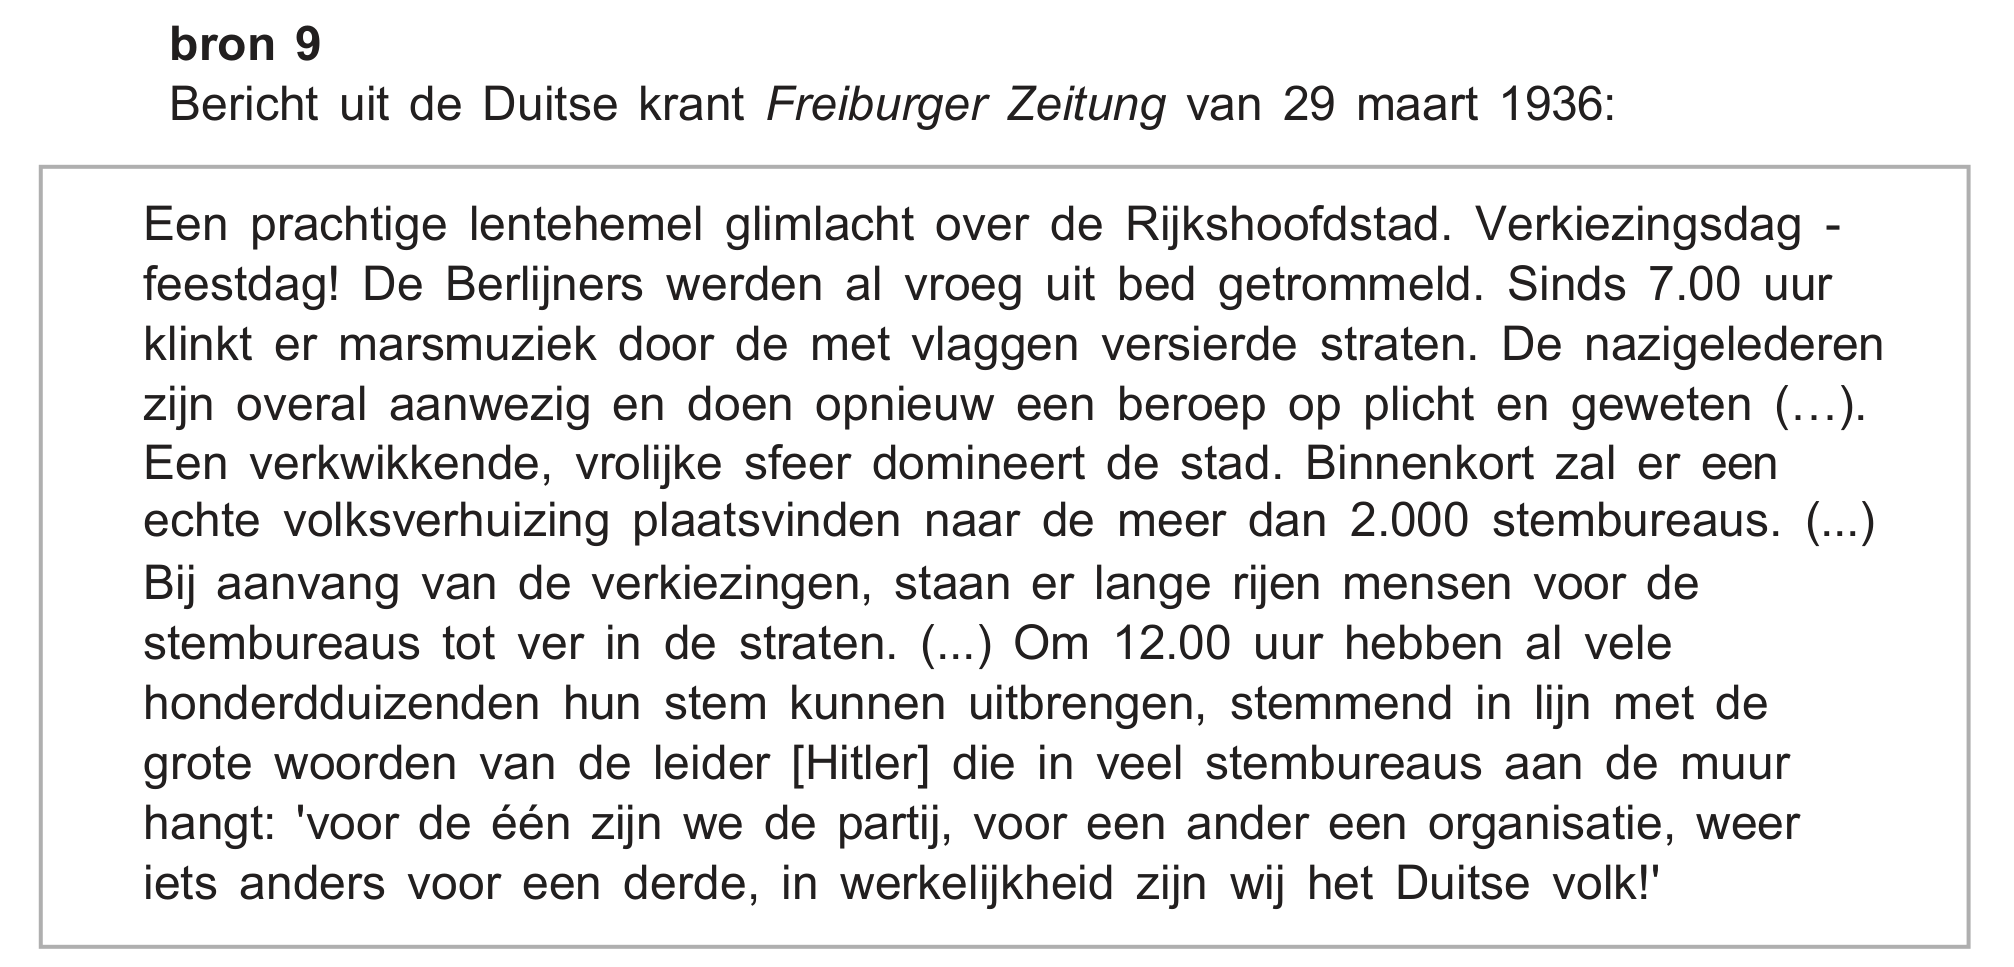 bron 9
Bericht uit de Duitse krant Freiburger Zeitung van 29 maart 1936:
Een prachtige lentehemel glimlacht over de Rijkshoofdstad. Verkiezingsdag -
feestdag! De Berlijners werden al vroeg uit bed getrommeld. Sinds 7.00 uur
klinkt er marsmuziek door de met vlaggen versierde straten. De nazigelederen
zijn overal aanwezig en doen opnieuw een beroep op plicht en geweten (…).
Een verkwikkende, vrolijke sfeer domineert de stad. Binnenkort zal er een
echte volksverhuizing plaatsvinden naar de meer dan 2.000 stembureaus. (...)
Bij aanvang van de verkiezingen, staan er lange rijen mensen voor de
stembureaus tot ver in de straten. (...) Om 12.00 uur hebben al vele
honderdduizenden hun stem kunnen uitbrengen, stemmend in lijn met de
grote woorden van de leider [Hitler] die in veel stembureaus aan de muur
hangt: 'voor de één zijn we de partij, voor een ander een organisatie, weer
iets anders voor een derde, in werkelijkheid zijn wij het Duitse volk!'